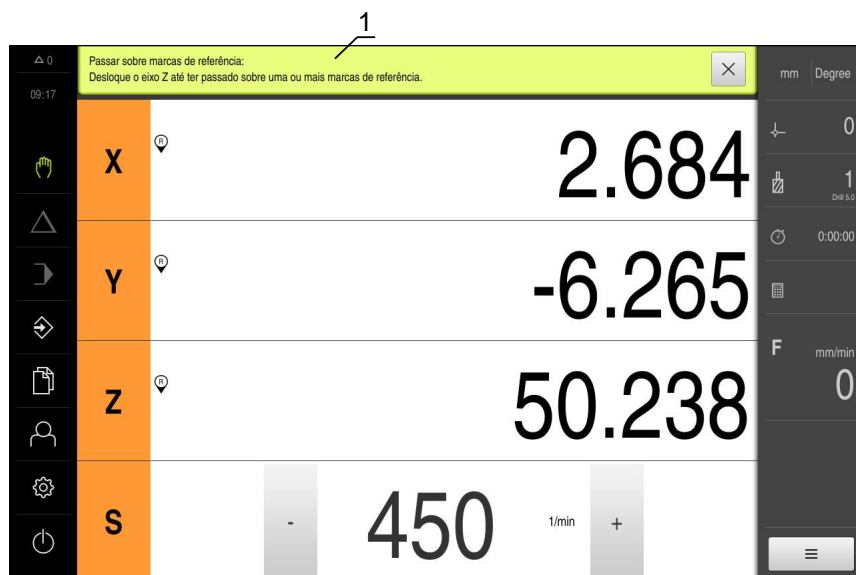 1
0
Passar sobre marcas de referência:
Desloque o eixo Z até ter passado sobre uma ou mais marcas de referência.
mm Degree
09:17
X R 2.684
0
1
Drill 5.0
Y R -6.265
0:00:00
Z R 50.238
F mm/min
0
S - 450 1/min +